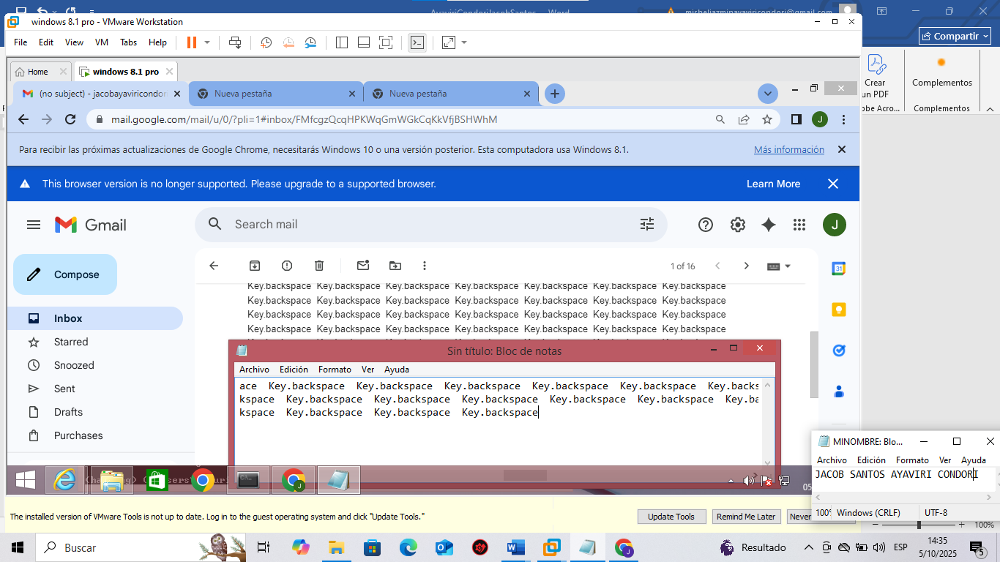 AyaviriCondoriJacobSantos - Word
misheljazminayaviricondori@gmail.com
windows 8.1 pro - VMware Workstation
Compartir
File Edit View VM Tabs Help
Crear
un PDF
Complementos
obe Acro...
Complementos
Home
windows 8.1 pro
(no subject) - jacobayaviricondor
Nueva pestaña
Nueva pestaña
mail.google.com/mail/u/0/?pli=1#inbox/FMfcgzQcqHPKWqGmWGkCqKkVfjBSHWhM
J
Para recibir las próximas actualizaciones de Google Chrome, necesitarás Windows 10 o una versión posterior. Esta computadora usa Windows 8.1.
Más información
This browser version is no longer supported. Please upgrade to a supported browser.
Learn More
Gmail
Search mail
J
Compose
1 of 16
Inbox
Starred
Snoozed
Sent
Drafts
Purchases
Key.backspace Key.backspace Key.backspace Key.backspace Key.backspace Key.backspace Key.backspace
Key.backspace Key.backspace Key.backspace Key.backspace Key.backspace Key.backspace Key.backspace
Key.backspace Key.backspace Key.backspace Key.backspace Key.backspace Key.backspace Key.backspace
Key.backspace Key.backspace Key.backspace Key.backspace Key.backspace Key.backspace Key.backspace
31
Sin título: Bloc de notas
Archivo Edición Formato Ver Ayuda
ace Key.backspace Key.backspace Key.backspace Key.backspace Key.backspace Key.backs
kspace Key.backspace Key.backspace Key.backspace Key.backspace Key.backspace Key.ba
kspace Key.backspace Key.backspace Key.backspace
05
MINOMBRE: Blo...
Archivo Edición Formato Ver Ayuda
JACOB SANTOS AYAVIRI CONDORI
100% Windows (CRLF) UTF-8
The installed version of VMware Tools is not up to date. Log in to the guest operating system and click "Update Tools."
Update Tools
Remind Me Later
Never
100%
Buscar
Resultado
ESP
14:35
5/10/2025
5